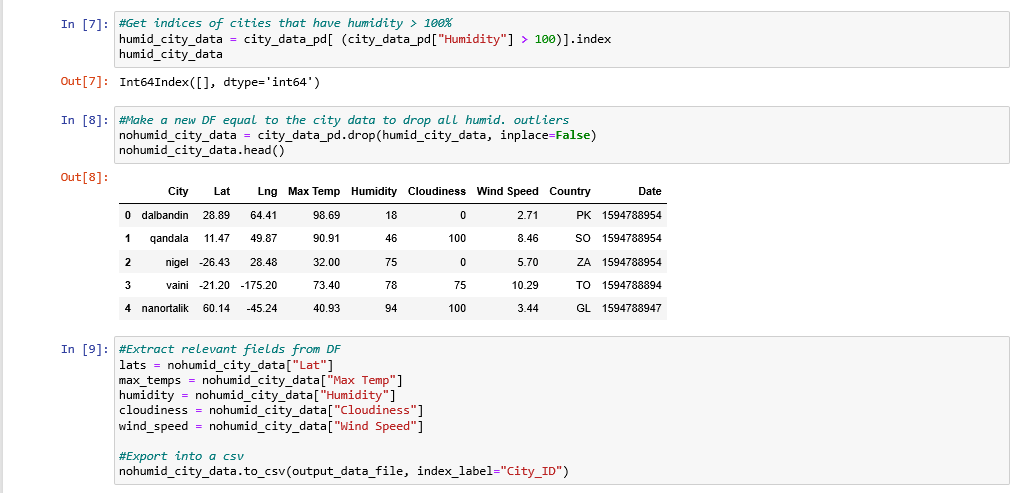 In [7]: #Get indices of cities that have humidity > 100%
humid_city_data = city_data_pd[ (city_data_pd["Humidity"] > 100)].index
humid_city_data
Out[7]: Int64Index([], dtype='int64')
In [8]: #Make a new DF equal to the city data to drop all humid. outliers
nohumid_city_data = city_data_pd.drop(humid_city_data, inplace=False)
nohumid_city_data.head()
Out[8]:
City Lat Lng Max Temp Humidity Cloudiness Wind Speed Country Date
0 dalbandin 28.89 64.41 98.69 18 0 2.71 PK 1594788954
1 qandala 11.47 49.87 90.91 46 100 8.46 SO 1594788954
2 nigel -26.43 28.48 32.00 75 0 5.70 ZA 1594788954
3 vaini -21.20 -175.20 73.40 78 75 10.29 TO 1594788894
4 nanortalik 60.14 -45.24 40.93 94 100 3.44 GL 1594788947
In [9]: #Extract relevant fields from DF
lats = nohumid_city_data["Lat"]
max_temps = nohumid_city_data["Max Temp"]
humidity = nohumid_city_data["Humidity"]
cloudiness = nohumid_city_data["Cloudiness"]
wind_speed = nohumid_city_data["Wind Speed"]
#Export into a csv
nohumid_city_data.to_csv(output_data_file, index_label="City_ID")